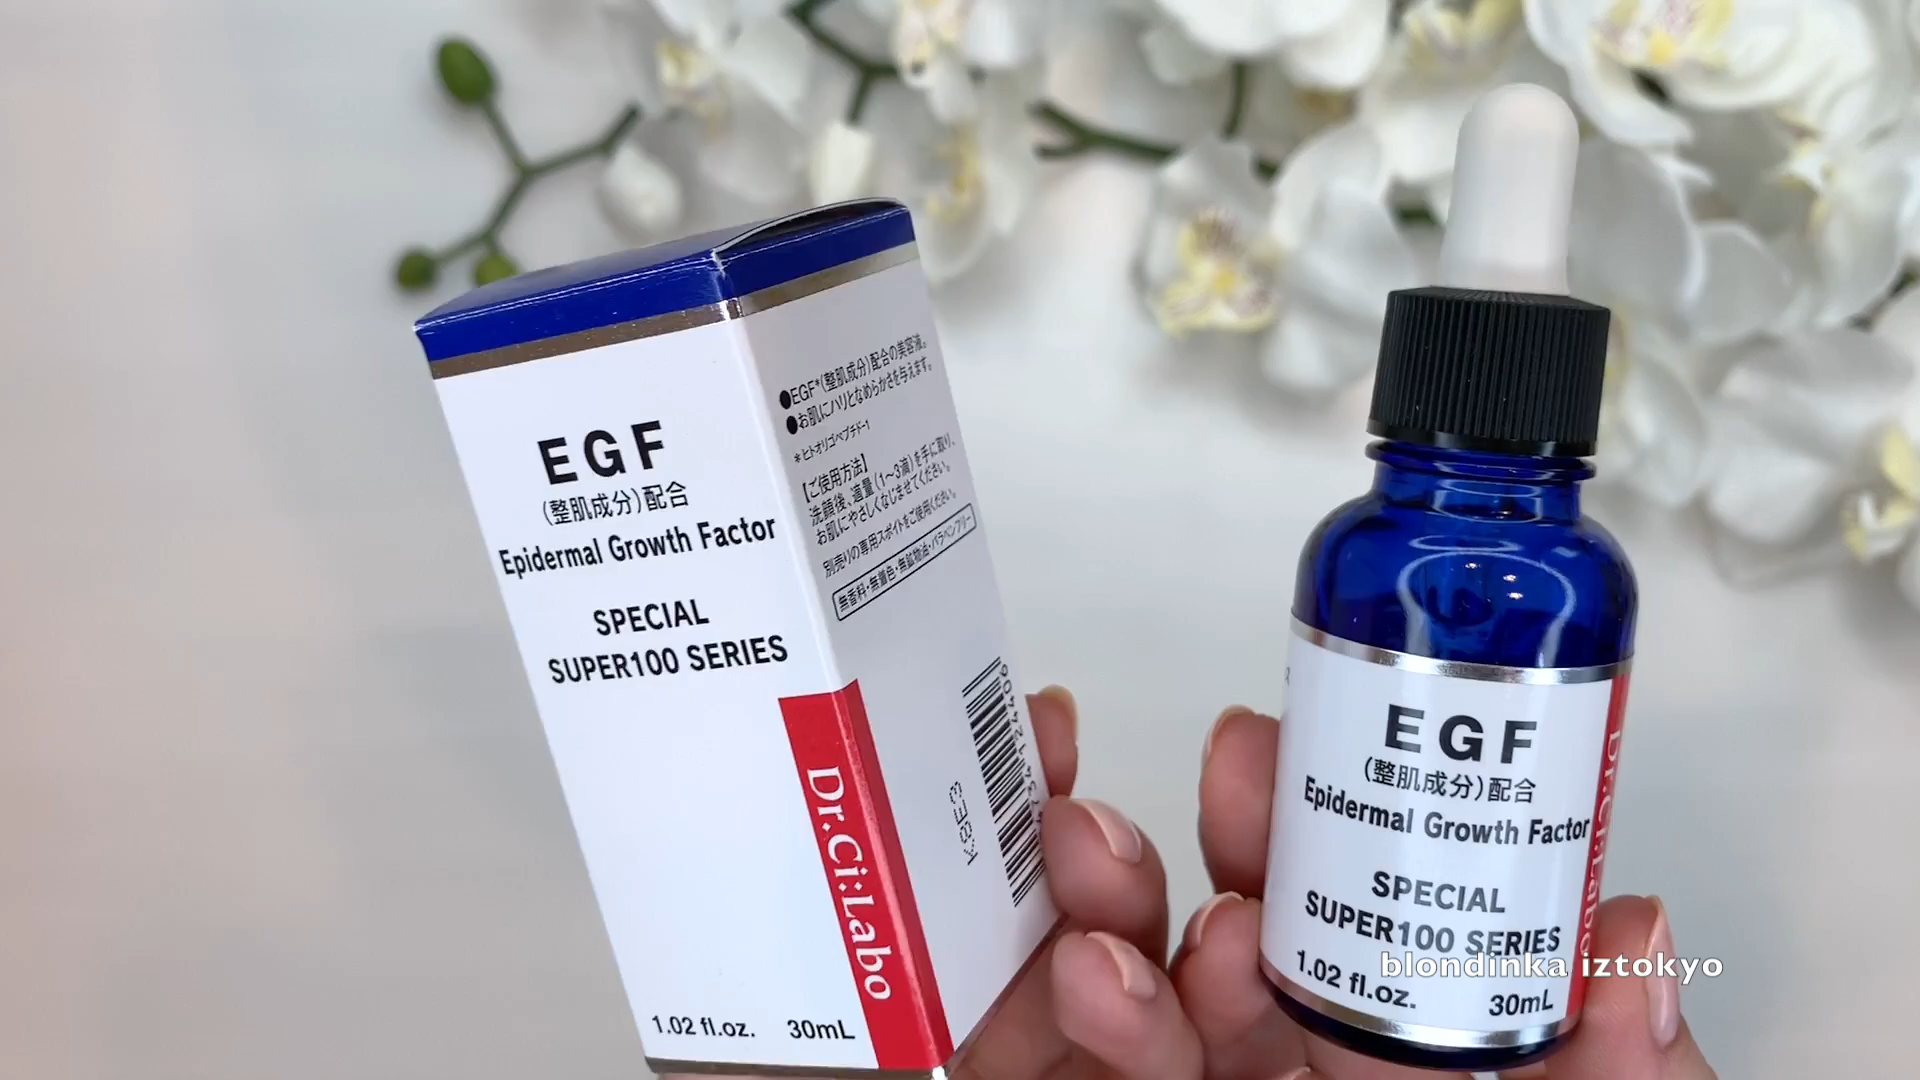 EGF
(整肌成分)配合
Epidermal Growth Factor
SPECIAL
SUPER100 SERIES
Dr.Ci:Labo
1.02 fl.oz. 30mL
●EGF*(整肌成分)配合の美容液。
●お肌にハリとなめらかさを与えます。
*ヒトオリゴペプチド-1
【ご使用方法】
洗顔後、適量(1〜3滴)を手に取り、
お肌にやさしくなじませてください。
別売りの専用スポイトをご使用ください。
無香料・無着色・無鉱物油・パラベンフリー
K8E3
EGF
(整肌成分)配合
Epidermal Growth Factor
SPECIAL
SUPER100 SERIES
1.02 fl.oz. 30mL
Dr.Ci:Labo
blondinka iztokyo